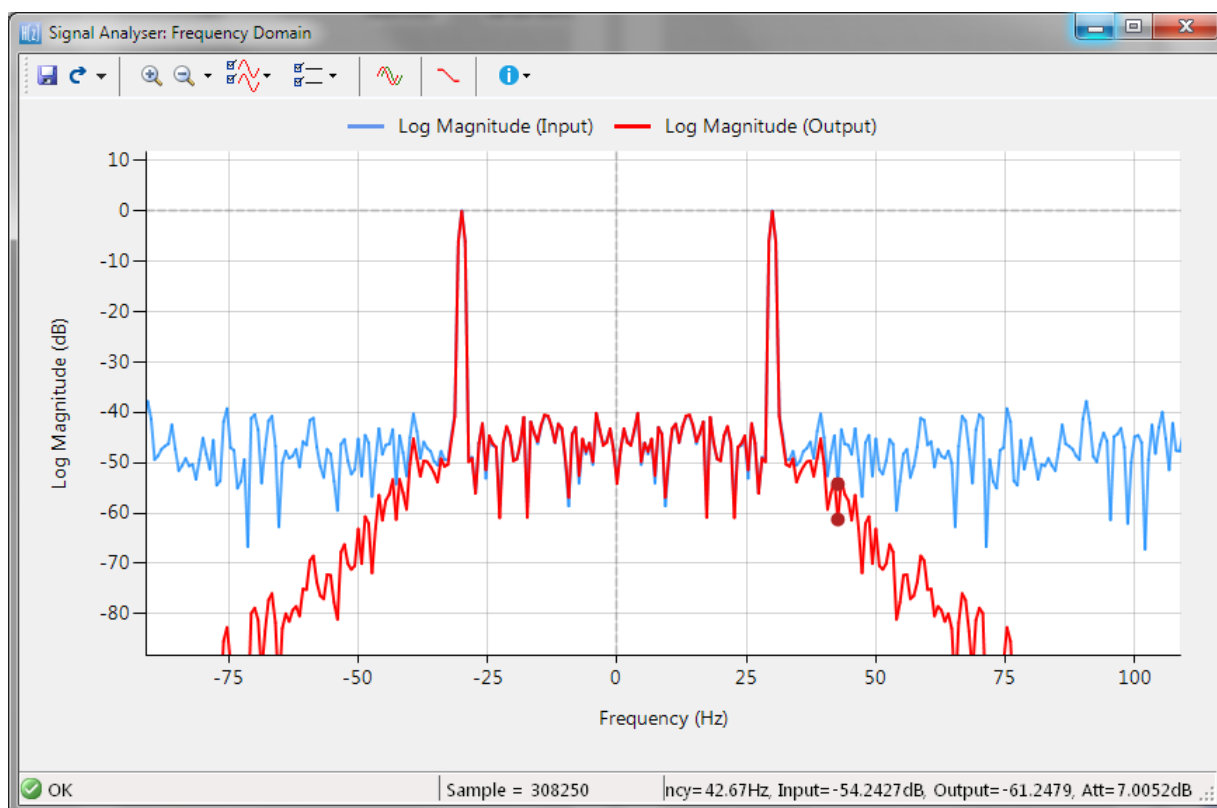 H(z) Signal Analyser: Frequency Domain
Log Magnitude (Input) Log Magnitude (Output)
Log Magnitude (dB)
10
0
-10
-20
-30
-40
-50
-60
-70
-80
-75 -50 -25 0 25 50 75 100
Frequency (Hz)
OK Sample = 308250 ncy=42.67Hz, Input=-54.2427dB, Output=-61.2479, Att=7.0052dB